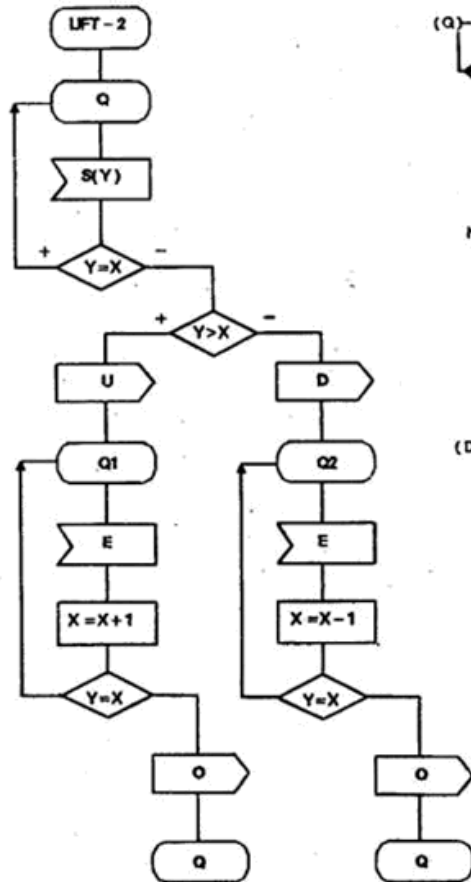 LIFT-2
(Q)
Q
S(Y)
+ Y=X -
+ Y>X -
U D
(D
Q1 Q2
E E
X=X+1 X=X-1
Y=X Y=X
O O
Q Q